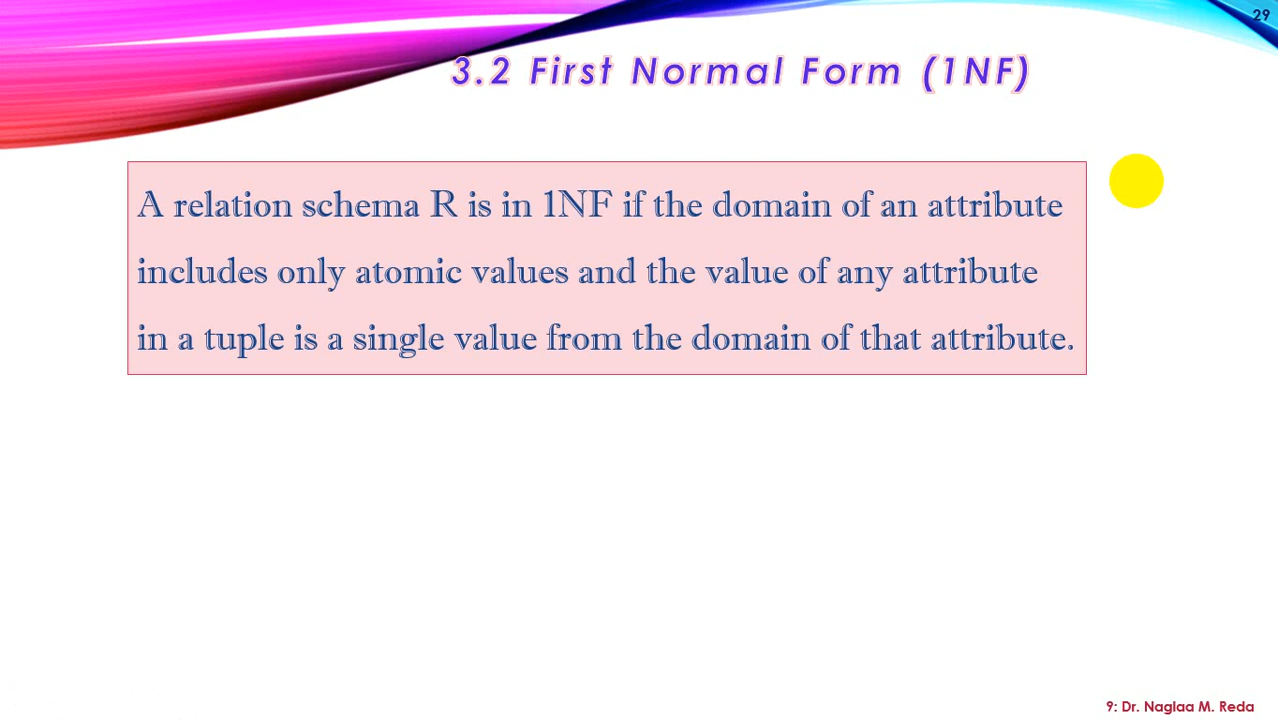 29
3.2 First Normal Form (1NF)
A relation schema R is in 1NF if the domain of an attribute
includes only atomic values and the value of any attribute
in a tuple is a single value from the domain of that attribute.
9: Dr. Naglaa M. Reda